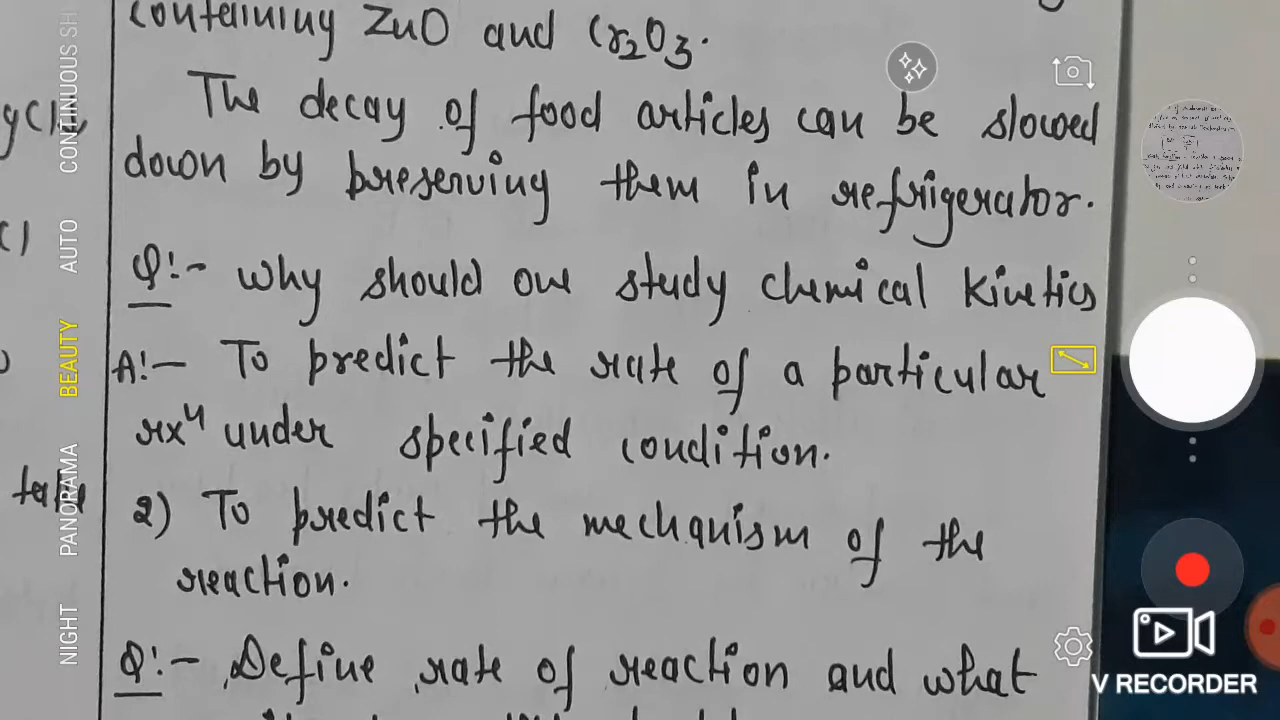 containing ZnO and Cr₂O₃.
The decay of food articles can be slowed
down by preserving them in refrigerator.
Q:- Why should one study chemical kinetics
A:- To predict the rate of a particular
rxⁿ under specified condition.
2) To predict the mechanism of the
reaction.
Q:- Define rate of reaction and what
CONTINUOUS SH
AUTO
BEAUTY
PANORAMA
NIGHT
V RECORDER